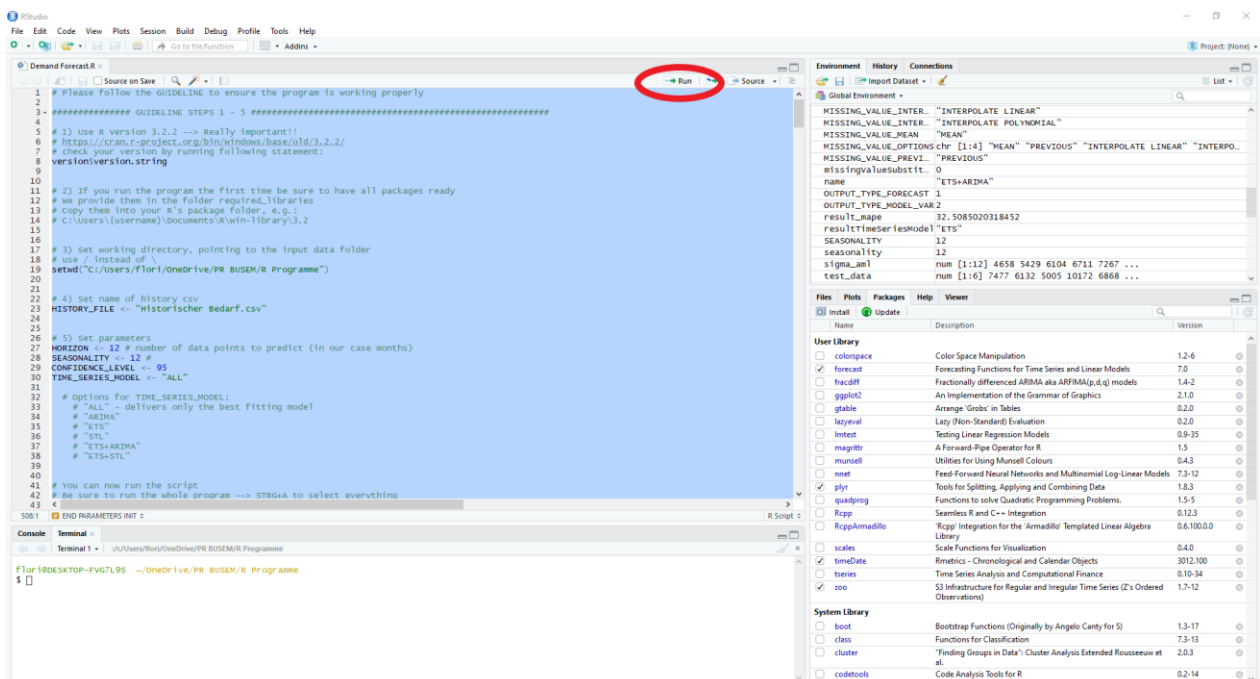 RStudio
File Edit Code View Plots Session Build Debug Profile Tools Help
Go to file/function Addins
Project: (None)
Demand Forecast.R
Source on Save Run Source
1 # Please follow the GUIDELINE to ensure the program is working properly
2
3 ############### GUIDELINE STEPS 1 - 5 #########################################################
4
5 # 1) Use R Version 3.2.2 --> Really important!!
6 # https://cran.r-project.org/bin/windows/base/old/3.2.2/
7 # check your version by running following statement:
8 version$version.string
9
10
11 # 2) If you run the program the first time be sure to have all packages ready
12 # We provide them in the folder required_libraries
13 # Copy them into your R's package folder, e.g.:
14 # C:\Users\{username}\Documents\R\win-library\3.2
15
16
17 # 3) Set working directory, pointing to the input data folder
18 # use / instead of \
19 setwd("C:/Users/flori/OneDrive/PR BUSEM/R Programme")
20
21
22 # 4) Set name of history csv
23 HISTORY_FILE <- "Historischer Bedarf.csv"
24
25
26 # 5) Set parameters
27 HORIZON <- 12 # number of data points to predict (in our case months)
28 SEASONALITY <- 12 #
29 CONFIDENCE_LEVEL <- 95
30 TIME_SERIES_MODEL <- "ALL"
31
32 # Options for TIME_SERIES_MODEL:
33 # "ALL" - delivers only the best fitting model
34 # "ARIMA"
35 # "ETS"
36 # "STL"
37 # "ETS+ARIMA"
38 # "ETS+STL"
39
40
41 # You can now run the script
42 # Be sure to run the whole program --> STRG+A to select everything
43
508:1 END PARAMETERS INIT R Script
Console Terminal
Terminal 1 :/c/Users/flori/OneDrive/PR BUSEM/R Programme
flori@DESKTOP-FVG7L9S ~/OneDrive/PR BUSEM/R Programme
$
Environment History Connections
Import Dataset List
Global Environment
MISSING_VALUE_INTER… "INTERPOLATE LINEAR"
MISSING_VALUE_INTER… "INTERPOLATE POLYNOMIAL"
MISSING_VALUE_MEAN "MEAN"
MISSING_VALUE_OPTIONS chr [1:4] "MEAN" "PREVIOUS" "INTERPOLATE LINEAR" "INTERPO…
MISSING_VALUE_PREVI… "PREVIOUS"
missingvalueSubstit… 0
name "ETS+ARIMA"
OUTPUT_TYPE_FORECAST 1
OUTPUT_TYPE_MODEL_VAR 2
result_mape 32.5085020318452
resultTimeSeriesModel "ETS"
SEASONALITY 12
seasonality 12
sigma_aml num [1:12] 4658 5429 6104 6711 7267 ...
test_data num [1:6] 7477 6132 5005 10172 6868 ...
Files Plots Packages Help Viewer
Install Update
Name Description Version
User Library
colorspace Color Space Manipulation 1.2-6
forecast Forecasting Functions for Time Series and Linear Models 7.0
fracdiff Fractionally differenced ARIMA aka ARFIMA(p,d,q) models 1.4-2
ggplot2 An Implementation of the Grammar of Graphics 2.1.0
gtable Arrange 'Grobs' in Tables 0.2.0
lazyeval Lazy (Non-Standard) Evaluation 0.2.0
lmtest Testing Linear Regression Models 0.9-35
magrittr A Forward-Pipe Operator for R 1.5
munsell Utilities for Using Munsell Colours 0.4.3
nnet Feed-Forward Neural Networks and Multinomial Log-Linear Models 7.3-12
plyr Tools for Splitting, Applying and Combining Data 1.8.3
quadprog Functions to solve Quadratic Programming Problems. 1.5-5
Rcpp Seamless R and C++ Integration 0.12.3
RcppArmadillo 'Rcpp' Integration for the 'Armadillo' Templated Linear Algebra 0.6.100.0.0
Library
scales Scale Functions for Visualization 0.4.0
timeDate Rmetrics - Chronological and Calendar Objects 3012.100
tseries Time Series Analysis and Computational Finance 0.10-34
zoo S3 Infrastructure for Regular and Irregular Time Series (Z's Ordered 1.7-12
Observations)
System Library
boot Bootstrap Functions (Originally by Angelo Canty for S) 1.3-17
class Functions for Classification 7.3-13
cluster "Finding Groups in Data": Cluster Analysis Extended Rousseeuw et 2.0.3
al.
codetools Code Analysis Tools for R 0.2-14